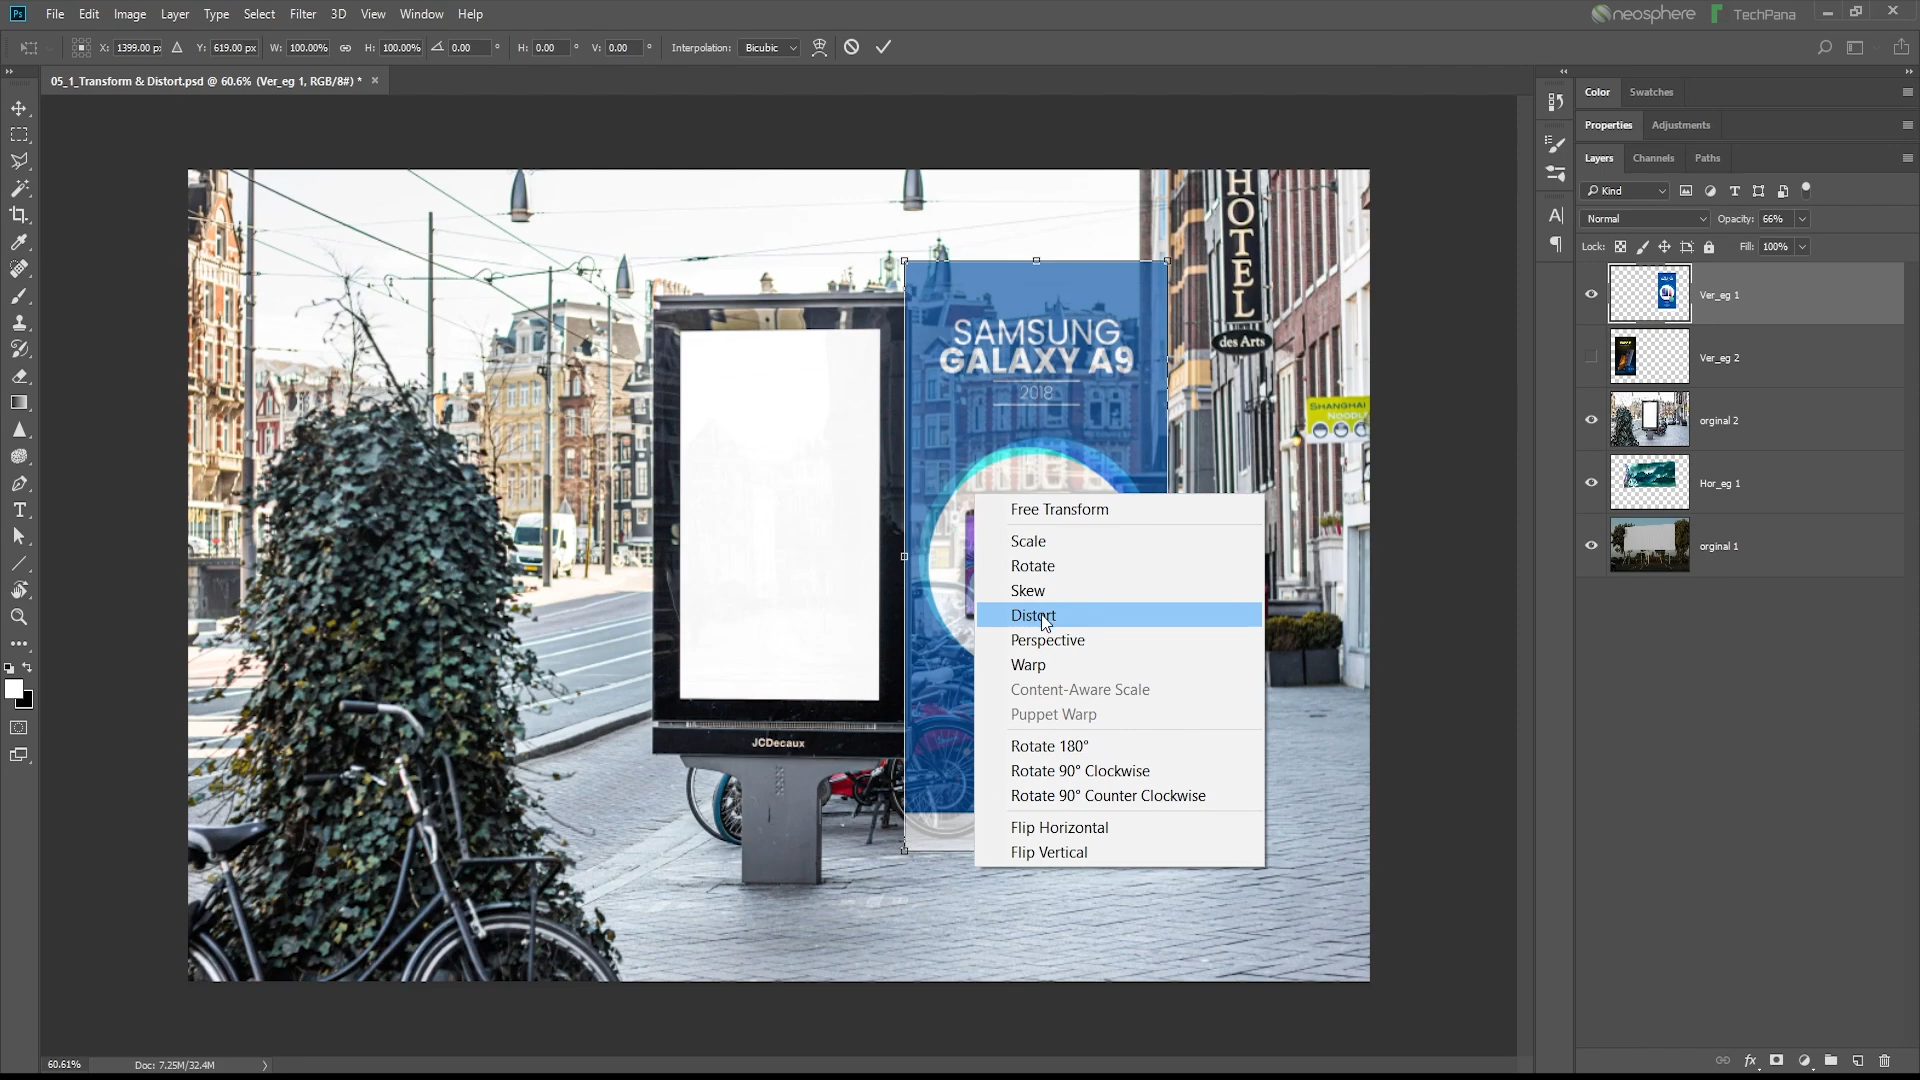 Ps File Edit Image Layer Type Select Filter 3D View Window Help
neosphere TechPana
X: 1399.00 px Y: 619.00 px W: 100.00% H: 100.00% 0.00 ° H: 0.00 ° V: 0.00 ° Interpolation: Bicubic
05_1_Transform & Distort.psd @ 60.6% (Ver_eg 1, RGB/8#) *
Color Swatches
Properties Adjustments
Layers Channels Paths
Kind
Normal Opacity: 66%
Lock: Fill: 100%
Ver_eg 1
Ver_eg 2
orginal 2
Hor_eg 1
orginal 1
HOTEL
des Arts
SHANGHAI
NOODLE
SAMSUNG
GALAXY A9
2018
JCDecaux
Free Transform
Scale
Rotate
Skew
Distort
Perspective
Warp
Content-Aware Scale
Puppet Warp
Rotate 180°
Rotate 90° Clockwise
Rotate 90° Counter Clockwise
Flip Horizontal
Flip Vertical
60.61% Doc: 7.25M/32.4M